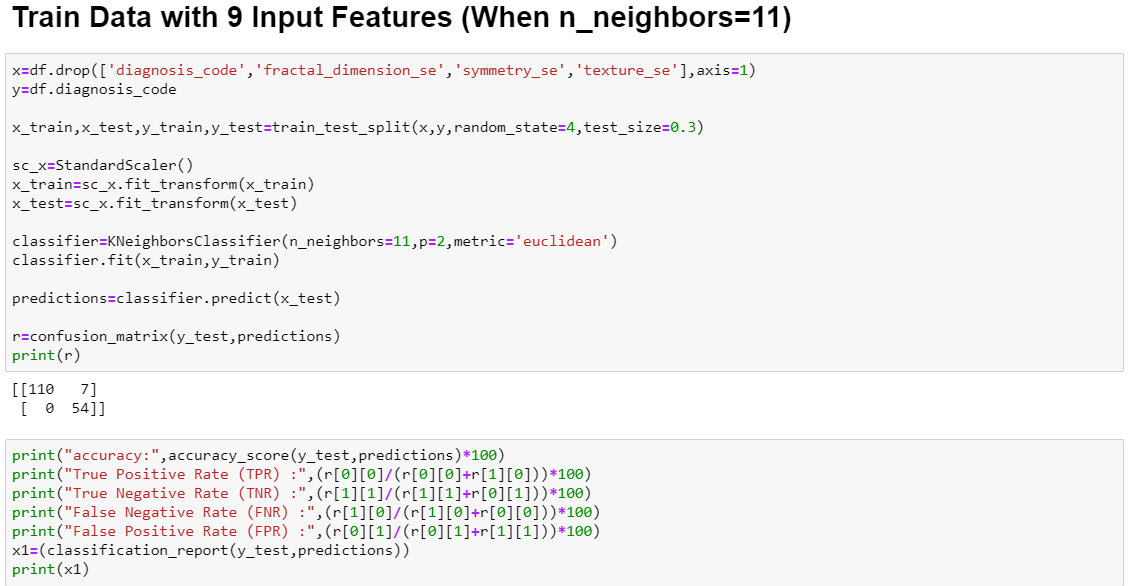 Train Data with 9 Input Features (When n_neighbors=11)
x=df.drop(['diagnosis_code','fractal_dimension_se','symmetry_se','texture_se'],axis=1)
y=df.diagnosis_code
x_train,x_test,y_train,y_test=train_test_split(x,y,random_state=4,test_size=0.3)
sc_x=StandardScaler()
x_train=sc_x.fit_transform(x_train)
x_test=sc_x.fit_transform(x_test)
classifier=KNeighborsClassifier(n_neighbors=11,p=2,metric='euclidean')
classifier.fit(x_train,y_train)
predictions=classifier.predict(x_test)
r=confusion_matrix(y_test,predictions)
print(r)
[[110   7]
 [  0  54]]
print("accuracy:",accuracy_score(y_test,predictions)*100)
print("True Positive Rate (TPR) :",(r[0][0]/(r[0][0]+r[1][0]))*100)
print("True Negative Rate (TNR) :",(r[1][1]/(r[1][1]+r[0][1]))*100)
print("False Negative Rate (FNR) :",(r[1][0]/(r[1][0]+r[0][0]))*100)
print("False Positive Rate (FPR) :",(r[0][1]/(r[0][1]+r[1][1]))*100)
x1=(classification_report(y_test,predictions))
print(x1)